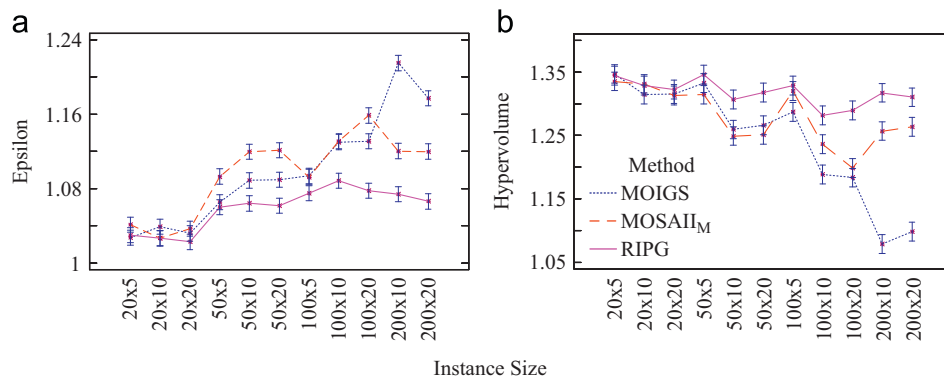 a
1.24
1.16
1.08
1
Epsilon
20x5
20x10
20x20
50x5
50x10
50x20
100x5
100x10
100x20
200x10
200x20
b
1.35
1.25
1.15
1.05
Hypervolume
Method
MOIGS
MOSAII_M
RIPG
20x5
20x10
20x20
50x5
50x10
50x20
100x5
100x10
100x20
200x10
200x20
Instance Size